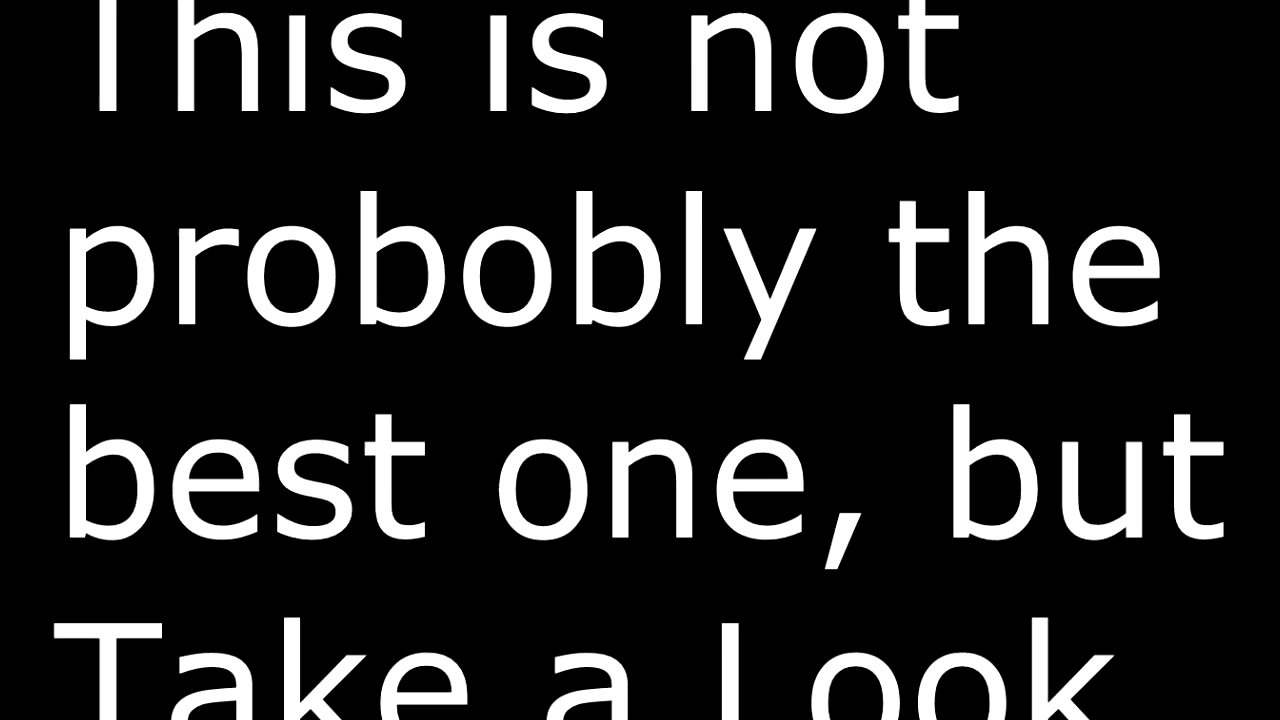 This is not
probobly the
best one, but
Take a Look